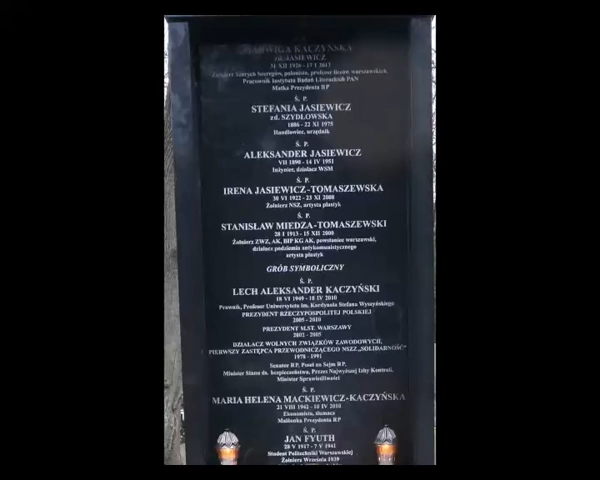 JADWIGA KACZYŃSKA
zd. JASIEWICZ
31 XII 1926 - 17 I 2013
Żołnierz Szarych Szeregów, polonista, profesor liceów warszawskich
Pracownik Instytutu Badań Literackich PAN
Matka Prezydenta RP
Ś. P.
STEFANIA JASIEWICZ
zd. SZYDŁOWSKA
1886 - 22 XI 1975
Handlowiec, urzędnik
Ś. P.
ALEKSANDER JASIEWICZ
VII 1890 - 14 IV 1951
Inżynier, działacz WSM
Ś. P.
IRENA JASIEWICZ-TOMASZEWSKA
30 VI 1922 - 23 XI 2000
Żołnierz NSZ, artysta plastyk
Ś. P.
STANISŁAW MIEDZA-TOMASZEWSKI
28 I 1913 - 15 XII 2000
Żołnierz ZWZ, AK, BIP KG AK, powstaniec warszawski,
działacz podziemia antykomunistycznego
artysta plastyk
GRÓB SYMBOLICZNY
Ś. P.
LECH ALEKSANDER KACZYŃSKI
18 VI 1949 - 10 IV 2010
Prawnik, Profesor Uniwersytetu im. Kardynała Stefana Wyszyńskiego
PREZYDENT RZECZYPOSPOLITEJ POLSKIEJ
2005 - 2010
PREZYDENT M.ST. WARSZAWY
2002 - 2005
DZIAŁACZ WOLNYCH ZWIĄZKÓW ZAWODOWYCH,
PIERWSZY ZASTĘPCA PRZEWODNICZĄCEGO NSZZ „SOLIDARNOŚĆ"
1978 - 1991
Senator RP, Poseł na Sejm RP,
Minister Stanu ds. bezpieczeństwa, Prezes Najwyższej Izby Kontroli,
Minister Sprawiedliwości
Ś. P.
MARIA HELENA MACKIEWICZ-KACZYŃSKA
21 VIII 1942 - 10 IV 2010
Ekonomista, tłumacz
Małżonka Prezydenta RP
Ś. P.
JAN FYUTH
28 V 1917 - 7 V 1941
Student Politechniki Warszawskiej
Żołnierz Września 1939